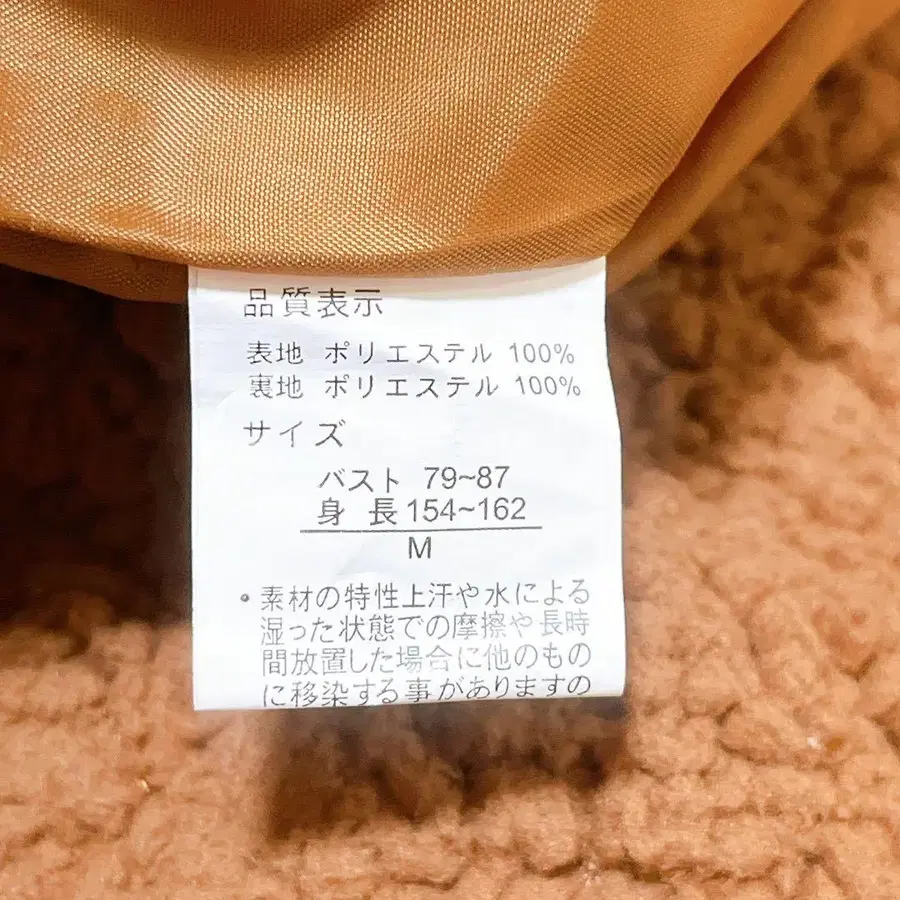 品質表示
表地 ポリエステル 100%
裏地 ポリエステル 100%
サイズ
バスト 79~87
身 長 154~162
M
• 素材の特性上汗や水による
湿った状態での摩擦や長時
間放置した場合に他のもの
に移染する事がありますの